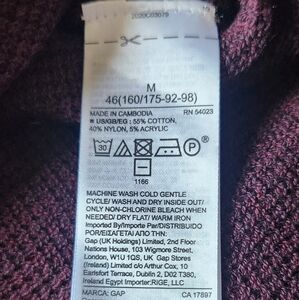 2020C03079
M
46(160/175-92-98)
MADE IN CAMBODIA RN 54023
US/GB/EG : 55% COTTON,
40% NYLON, 5% ACRYLIC
30 P
1166
MACHINE WASH COLD GENTLE
CYCLE/ WASH AND DRY INSIDE OUT/
ONLY NON-CHLORINE BLEACH WHEN
NEEDED/ DRY FLAT/ WARM IRON
Imported By/Importe Par/DISTRIBUIDO
POR/ΕΙΣΑΓΕΤΑΙ ΑΠΟ ΤΗΝ:
Gap (UK Holdings) Limited, 2nd Floor
Nations House, 103 Wigmore Street,
London, W1U 1QS, UK Gap Stores
(Ireland) Limited c/o Arthur Cox, 10
Earlsfort Terrace, Dublin 2, D02 T380,
Ireland Egypt Importer:RIGE, LLC
MARCA: GAP CA 17897